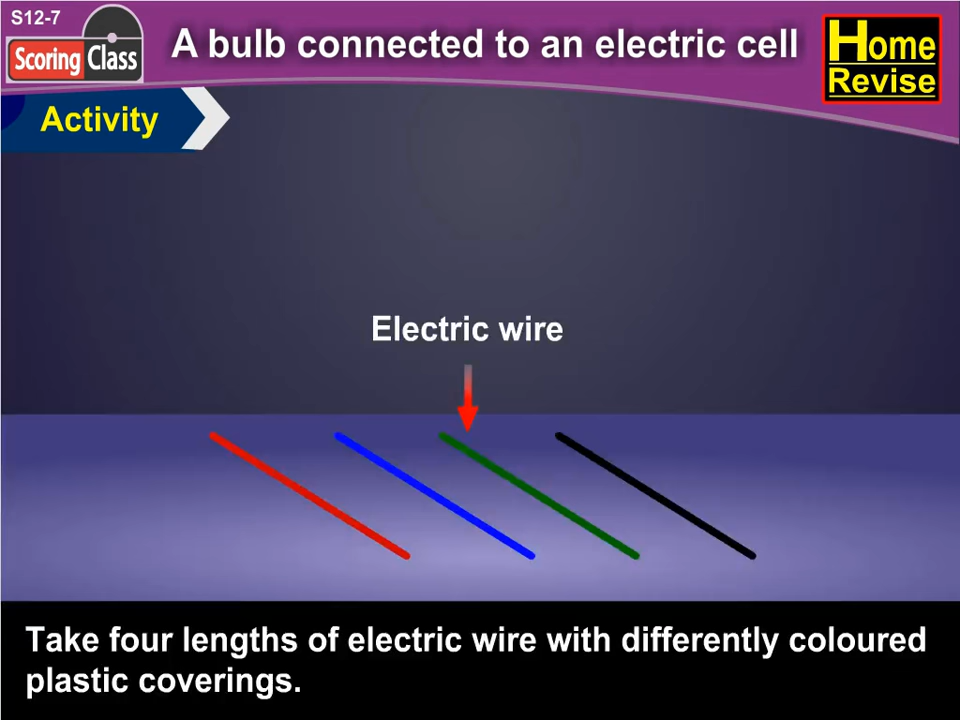 S12-7
Scoring Class
A bulb connected to an electric cell
Home
Revise
Activity
Electric wire
Take four lengths of electric wire with differently coloured
plastic coverings.